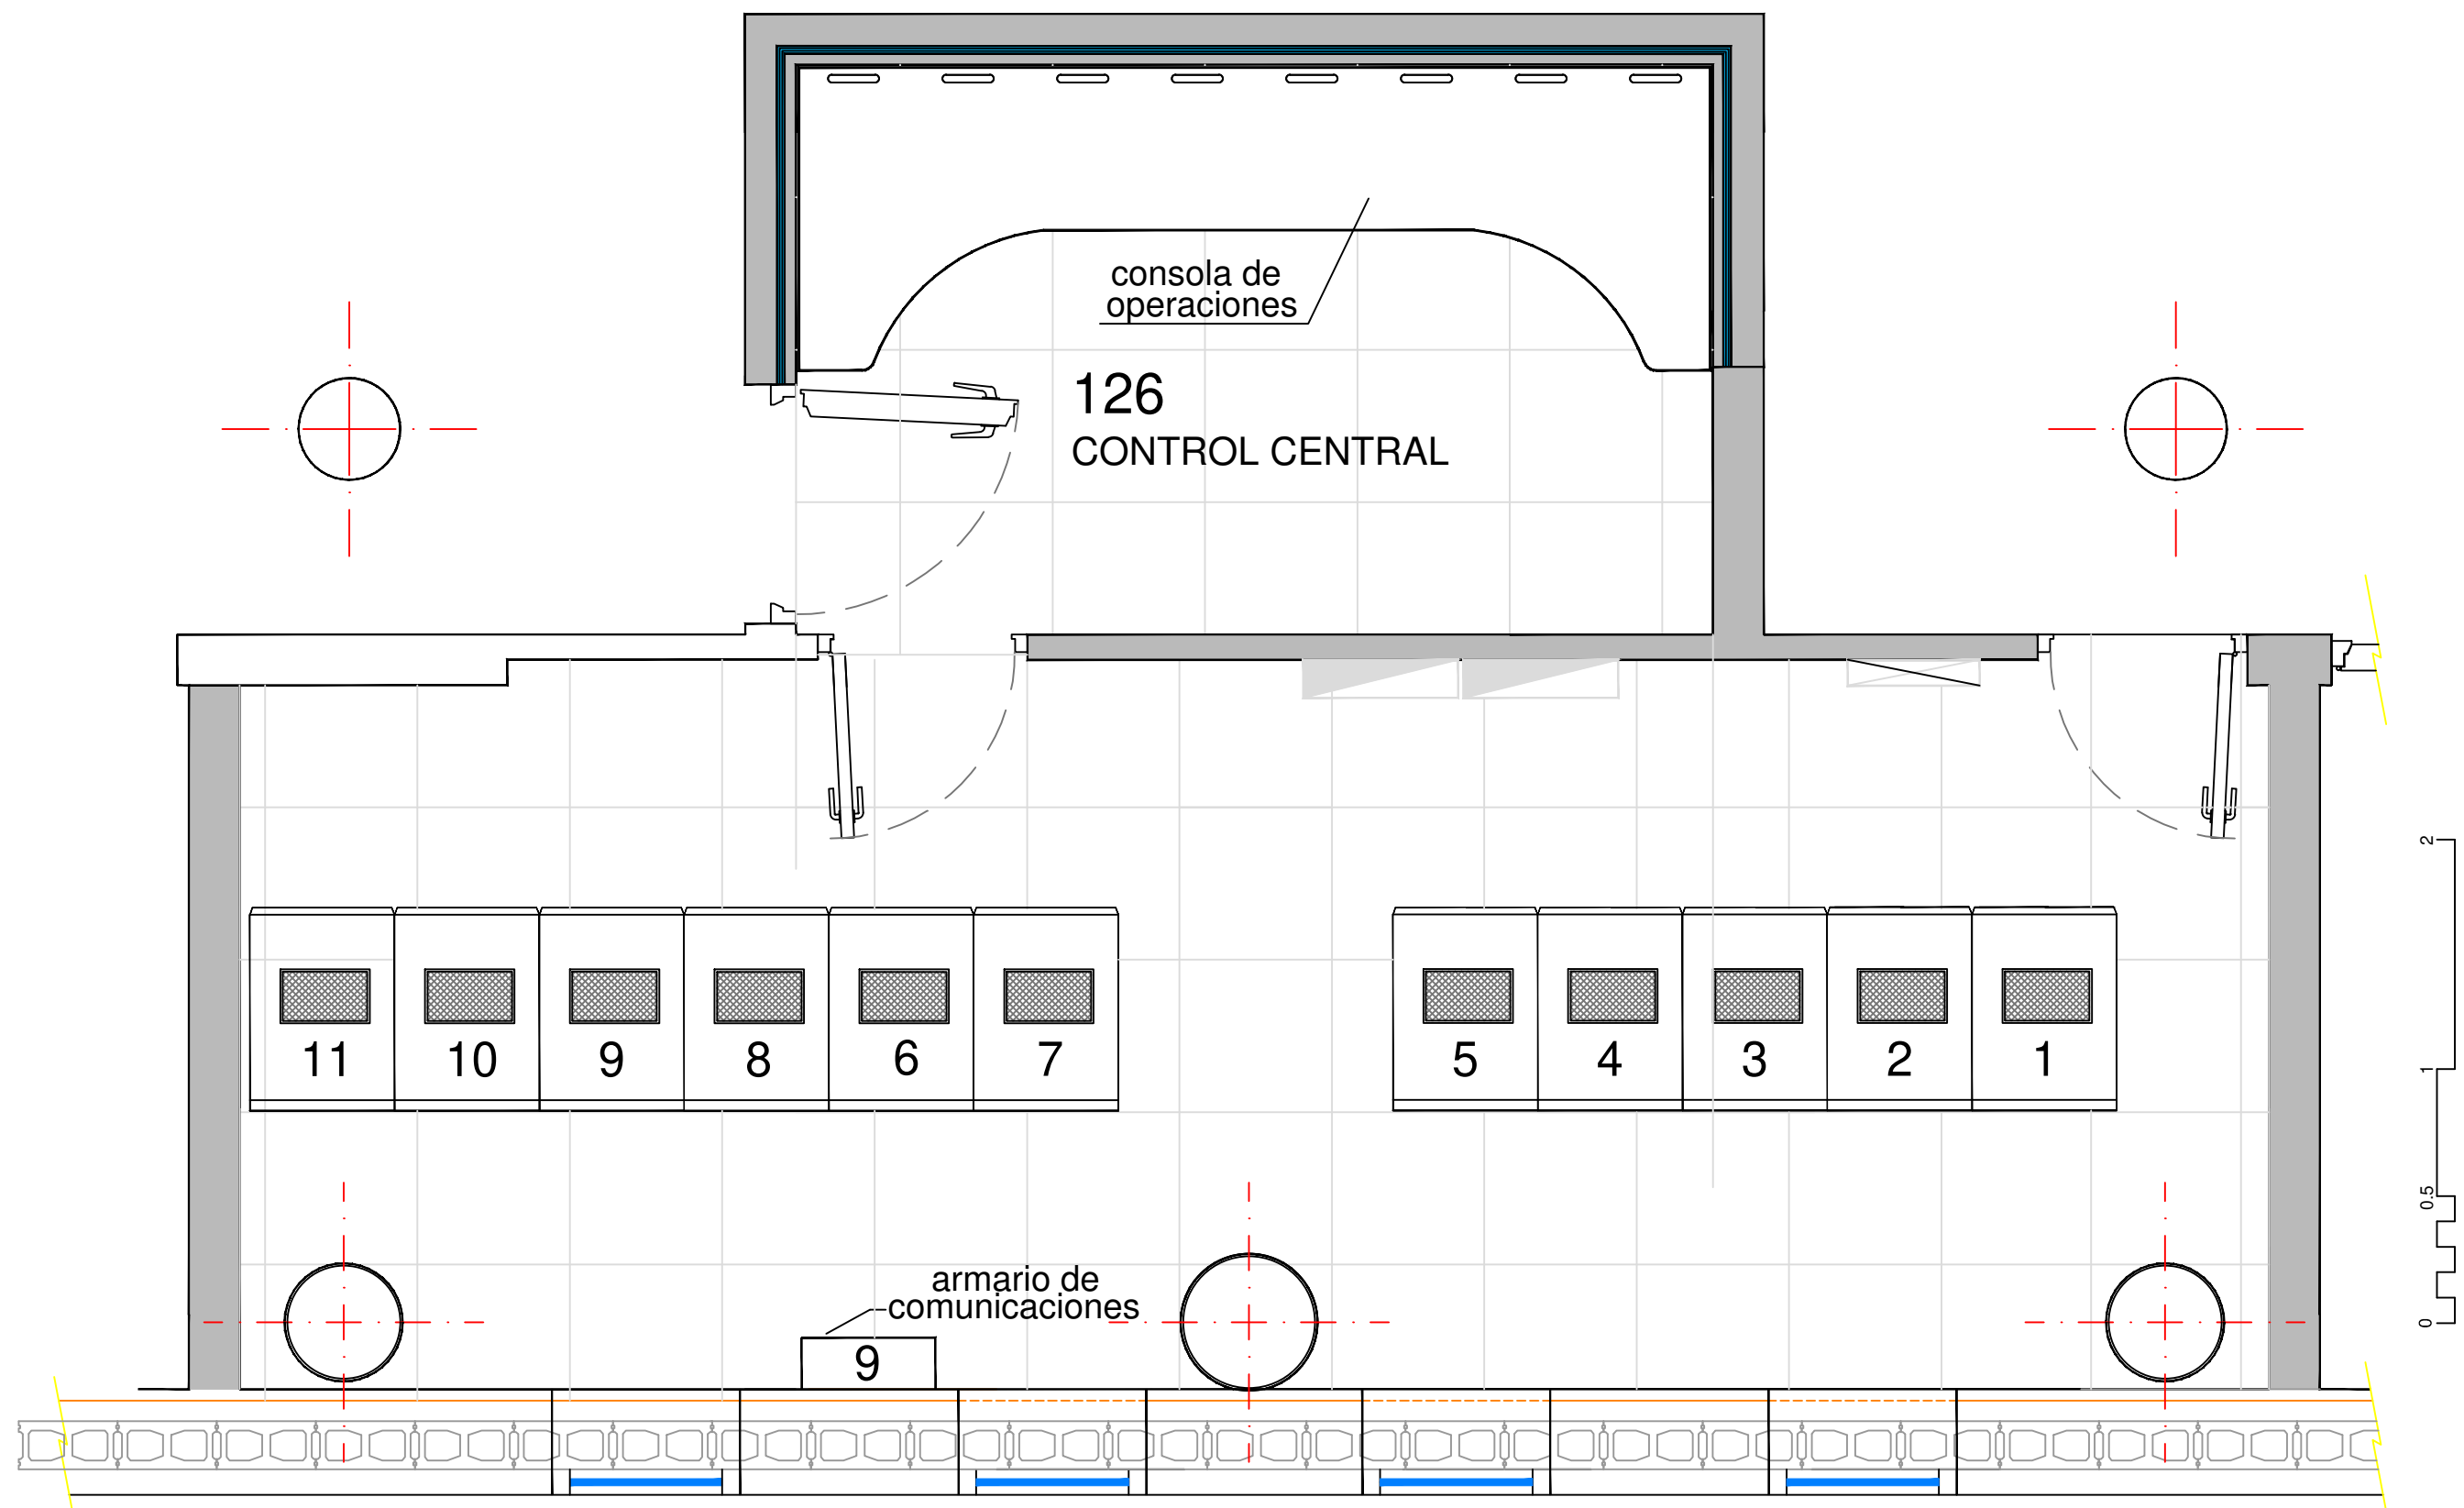 consola de
operaciones
126
CONTROL CENTRAL
2
1
0.5
0
11 10 9 8 6 7 5 4 3 2 1
armario de
comunicaciones
9